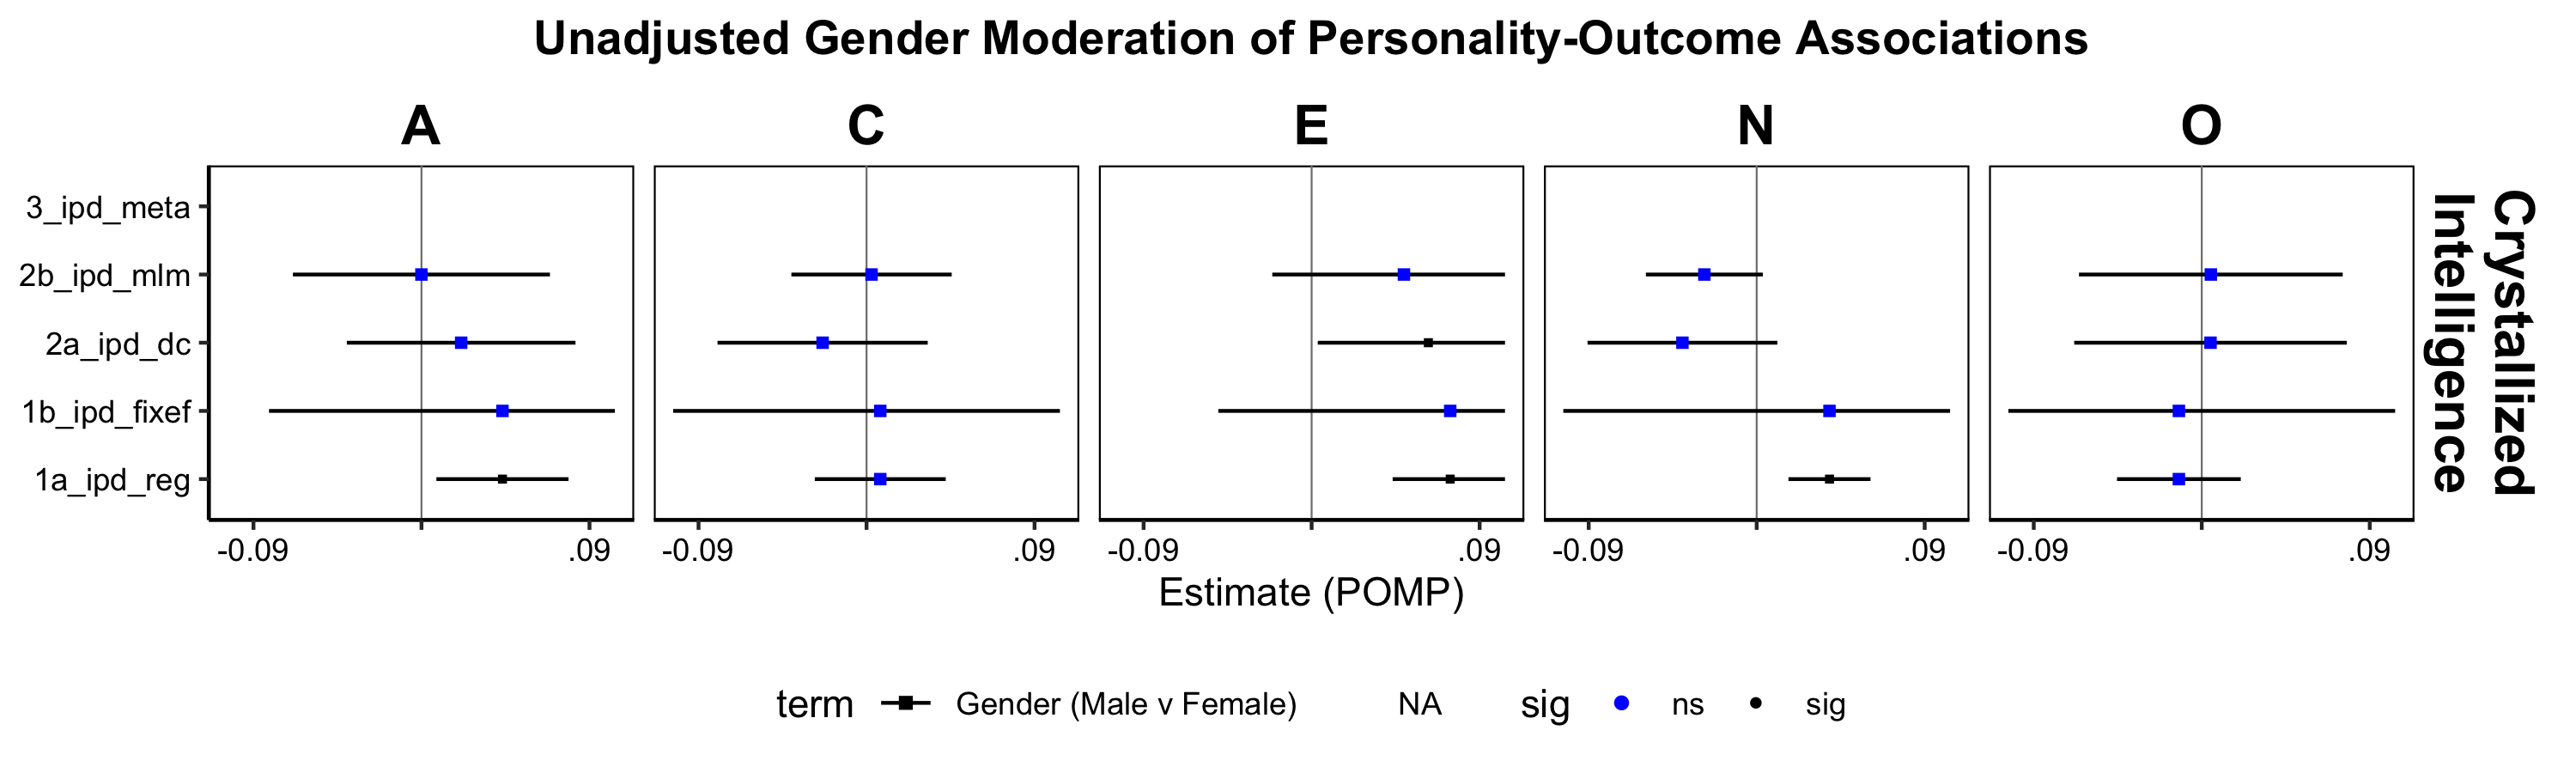 Unadjusted Gender Moderation of Personality-Outcome Associations
A C E N O
3_ipd_meta
2b_ipd_mlm
2a_ipd_dc
1b_ipd_fixef
1a_ipd_reg
Crystallized
Intelligence
-0.09 .09 -0.09 .09 -0.09 .09 -0.09 .09 -0.09 .09
Estimate (POMP)
term Gender (Male v Female) NA sig ns sig